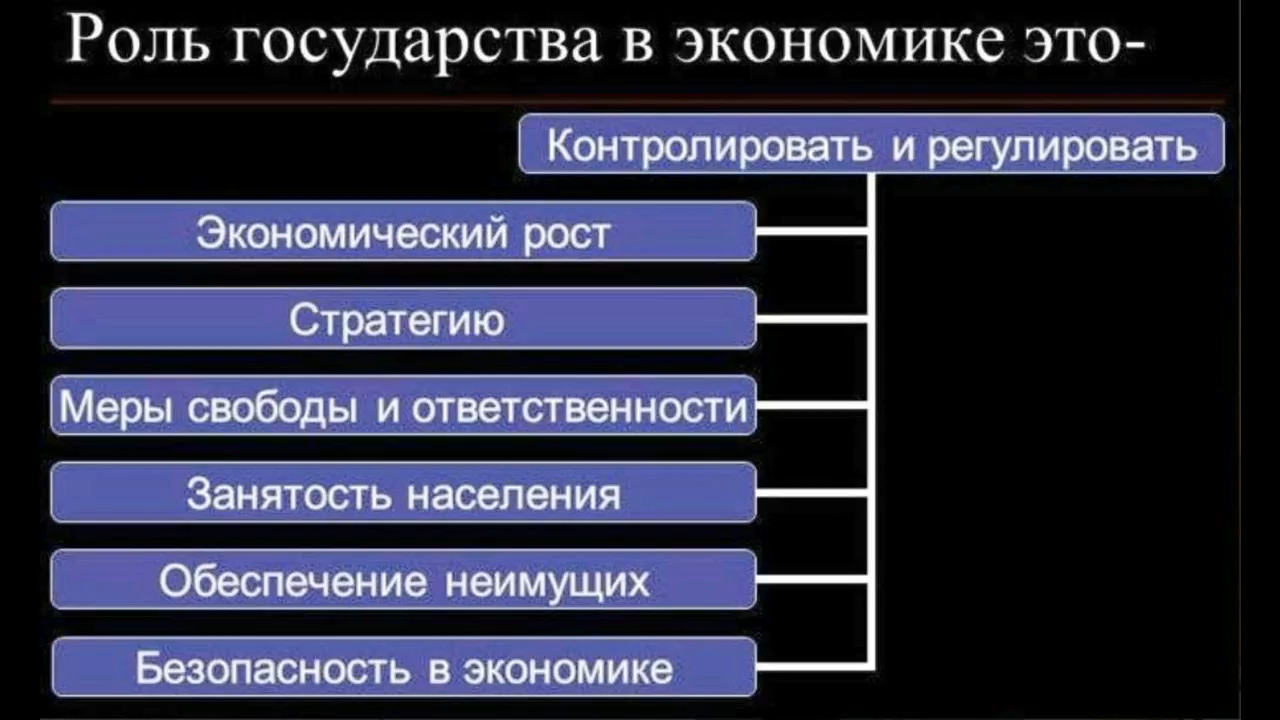 Роль государства в экономике это-
Контролировать и регулировать
Экономический рост
Стратегию
Меры свободы и ответственности
Занятость населения
Обеспечение неимущих
Безопасность в экономике